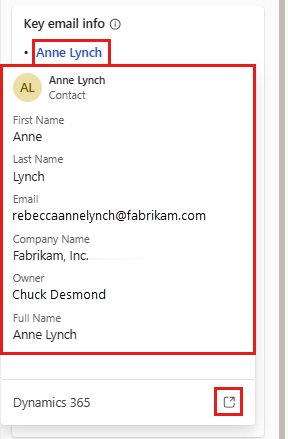 Key email info
• Anne Lynch
AL
Anne Lynch
Contact
First Name
Anne
Last Name
Lynch
Email
rebeccaannelynch@fabrikam.com
Company Name
Fabrikam, Inc.
Owner
Chuck Desmond
Full Name
Anne Lynch
Dynamics 365